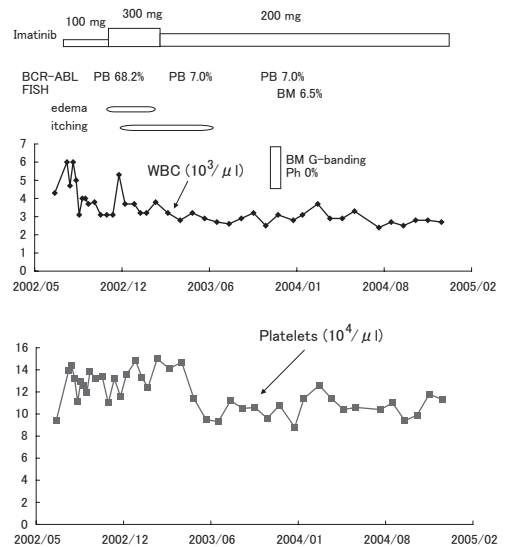 100 mg 300 mg 200 mg
Imatinib
BCR-ABL PB 68.2% PB 7.0% PB 7.0%
FISH BM 6.5%
edema
itching
7
6
5
4
3
2
1
0
WBC (10³/μl)
BM G-banding
Ph 0%
2002/05 2002/12 2003/06 2004/01 2004/08 2005/02
Platelets (10⁴/μl)
16
14
12
10
8
6
4
2
0
2002/05 2002/12 2003/06 2004/01 2004/08 2005/02